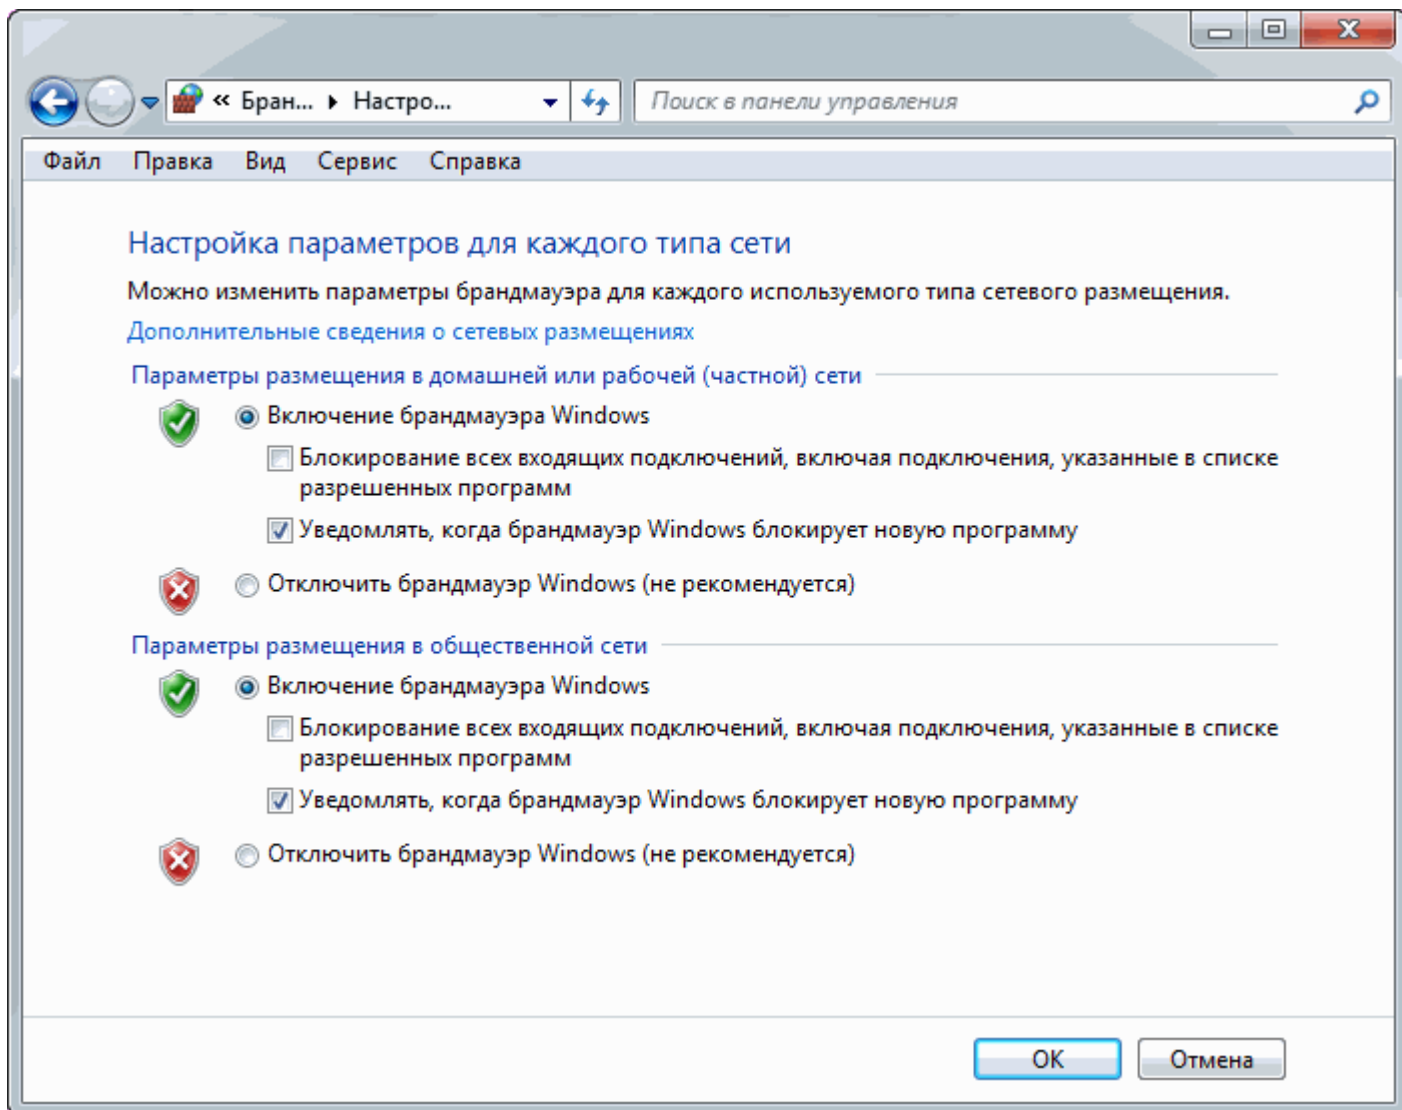 « Бран... Настро...
Поиск в панели управления
Файл Правка Вид Сервис Справка
Настройка параметров для каждого типа сети
Можно изменить параметры брандмауэра для каждого используемого типа сетевого размещения.
Дополнительные сведения о сетевых размещениях
Параметры размещения в домашней или рабочей (частной) сети
Включение брандмауэра Windows
Блокирование всех входящих подключений, включая подключения, указанные в списке
разрешенных программ
Уведомлять, когда брандмауэр Windows блокирует новую программу
Отключить брандмауэр Windows (не рекомендуется)
Параметры размещения в общественной сети
Включение брандмауэра Windows
Блокирование всех входящих подключений, включая подключения, указанные в списке
разрешенных программ
Уведомлять, когда брандмауэр Windows блокирует новую программу
Отключить брандмауэр Windows (не рекомендуется)
ОК Отмена